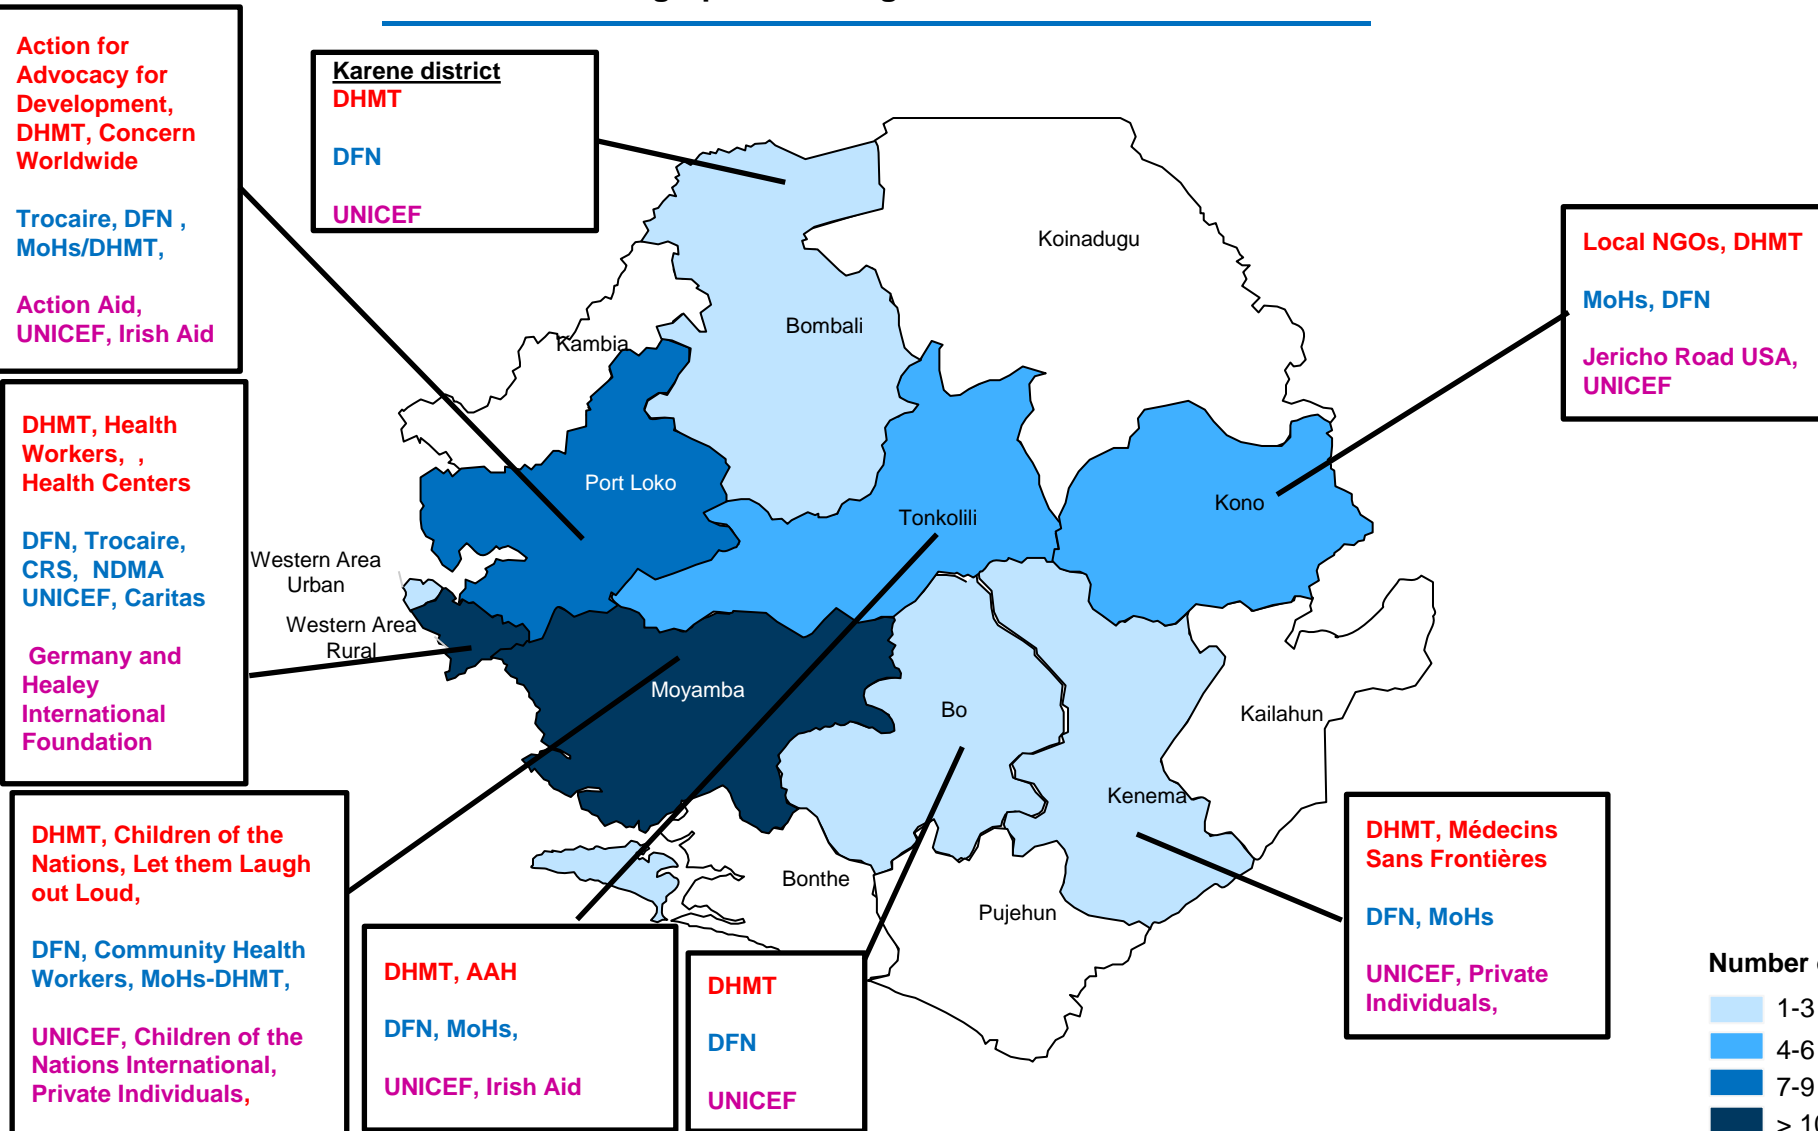 Action for
Advocacy for
Development,
DHMT, Concern
Worldwide
Trocaire, DFN ,
MoHs/DHMT,
Action Aid,
UNICEF, Irish Aid
Karene district
DHMT
DFN
UNICEF
Local NGOs, DHMT
MoHs, DFN
Jericho Road USA,
UNICEF
DHMT, Health
Workers,  ,
Health Centers
DFN, Trocaire,
CRS,  NDMA
UNICEF, Caritas
Germany and
Healey
International
Foundation
DHMT, Children of the
Nations, Let them Laugh
out Loud,
DFN, Community Health
Workers, MoHs-DHMT,
UNICEF, Children of the
Nations International,
Private Individuals,
DHMT, AAH
DFN, MoHs,
UNICEF, Irish Aid
DHMT
DFN
UNICEF
DHMT, Médecins
Sans Frontières
DFN, MoHs
UNICEF, Private
Individuals,
Koinadugu
Bombali
Kambia
Port Loko
Tonkolili
Kono
Western Area
Urban
Western Area
Rural
Moyamba
Bo
Kailahun
Kenema
Bonthe
Pujehun
Number
1-3
4-6
7-9
> 10